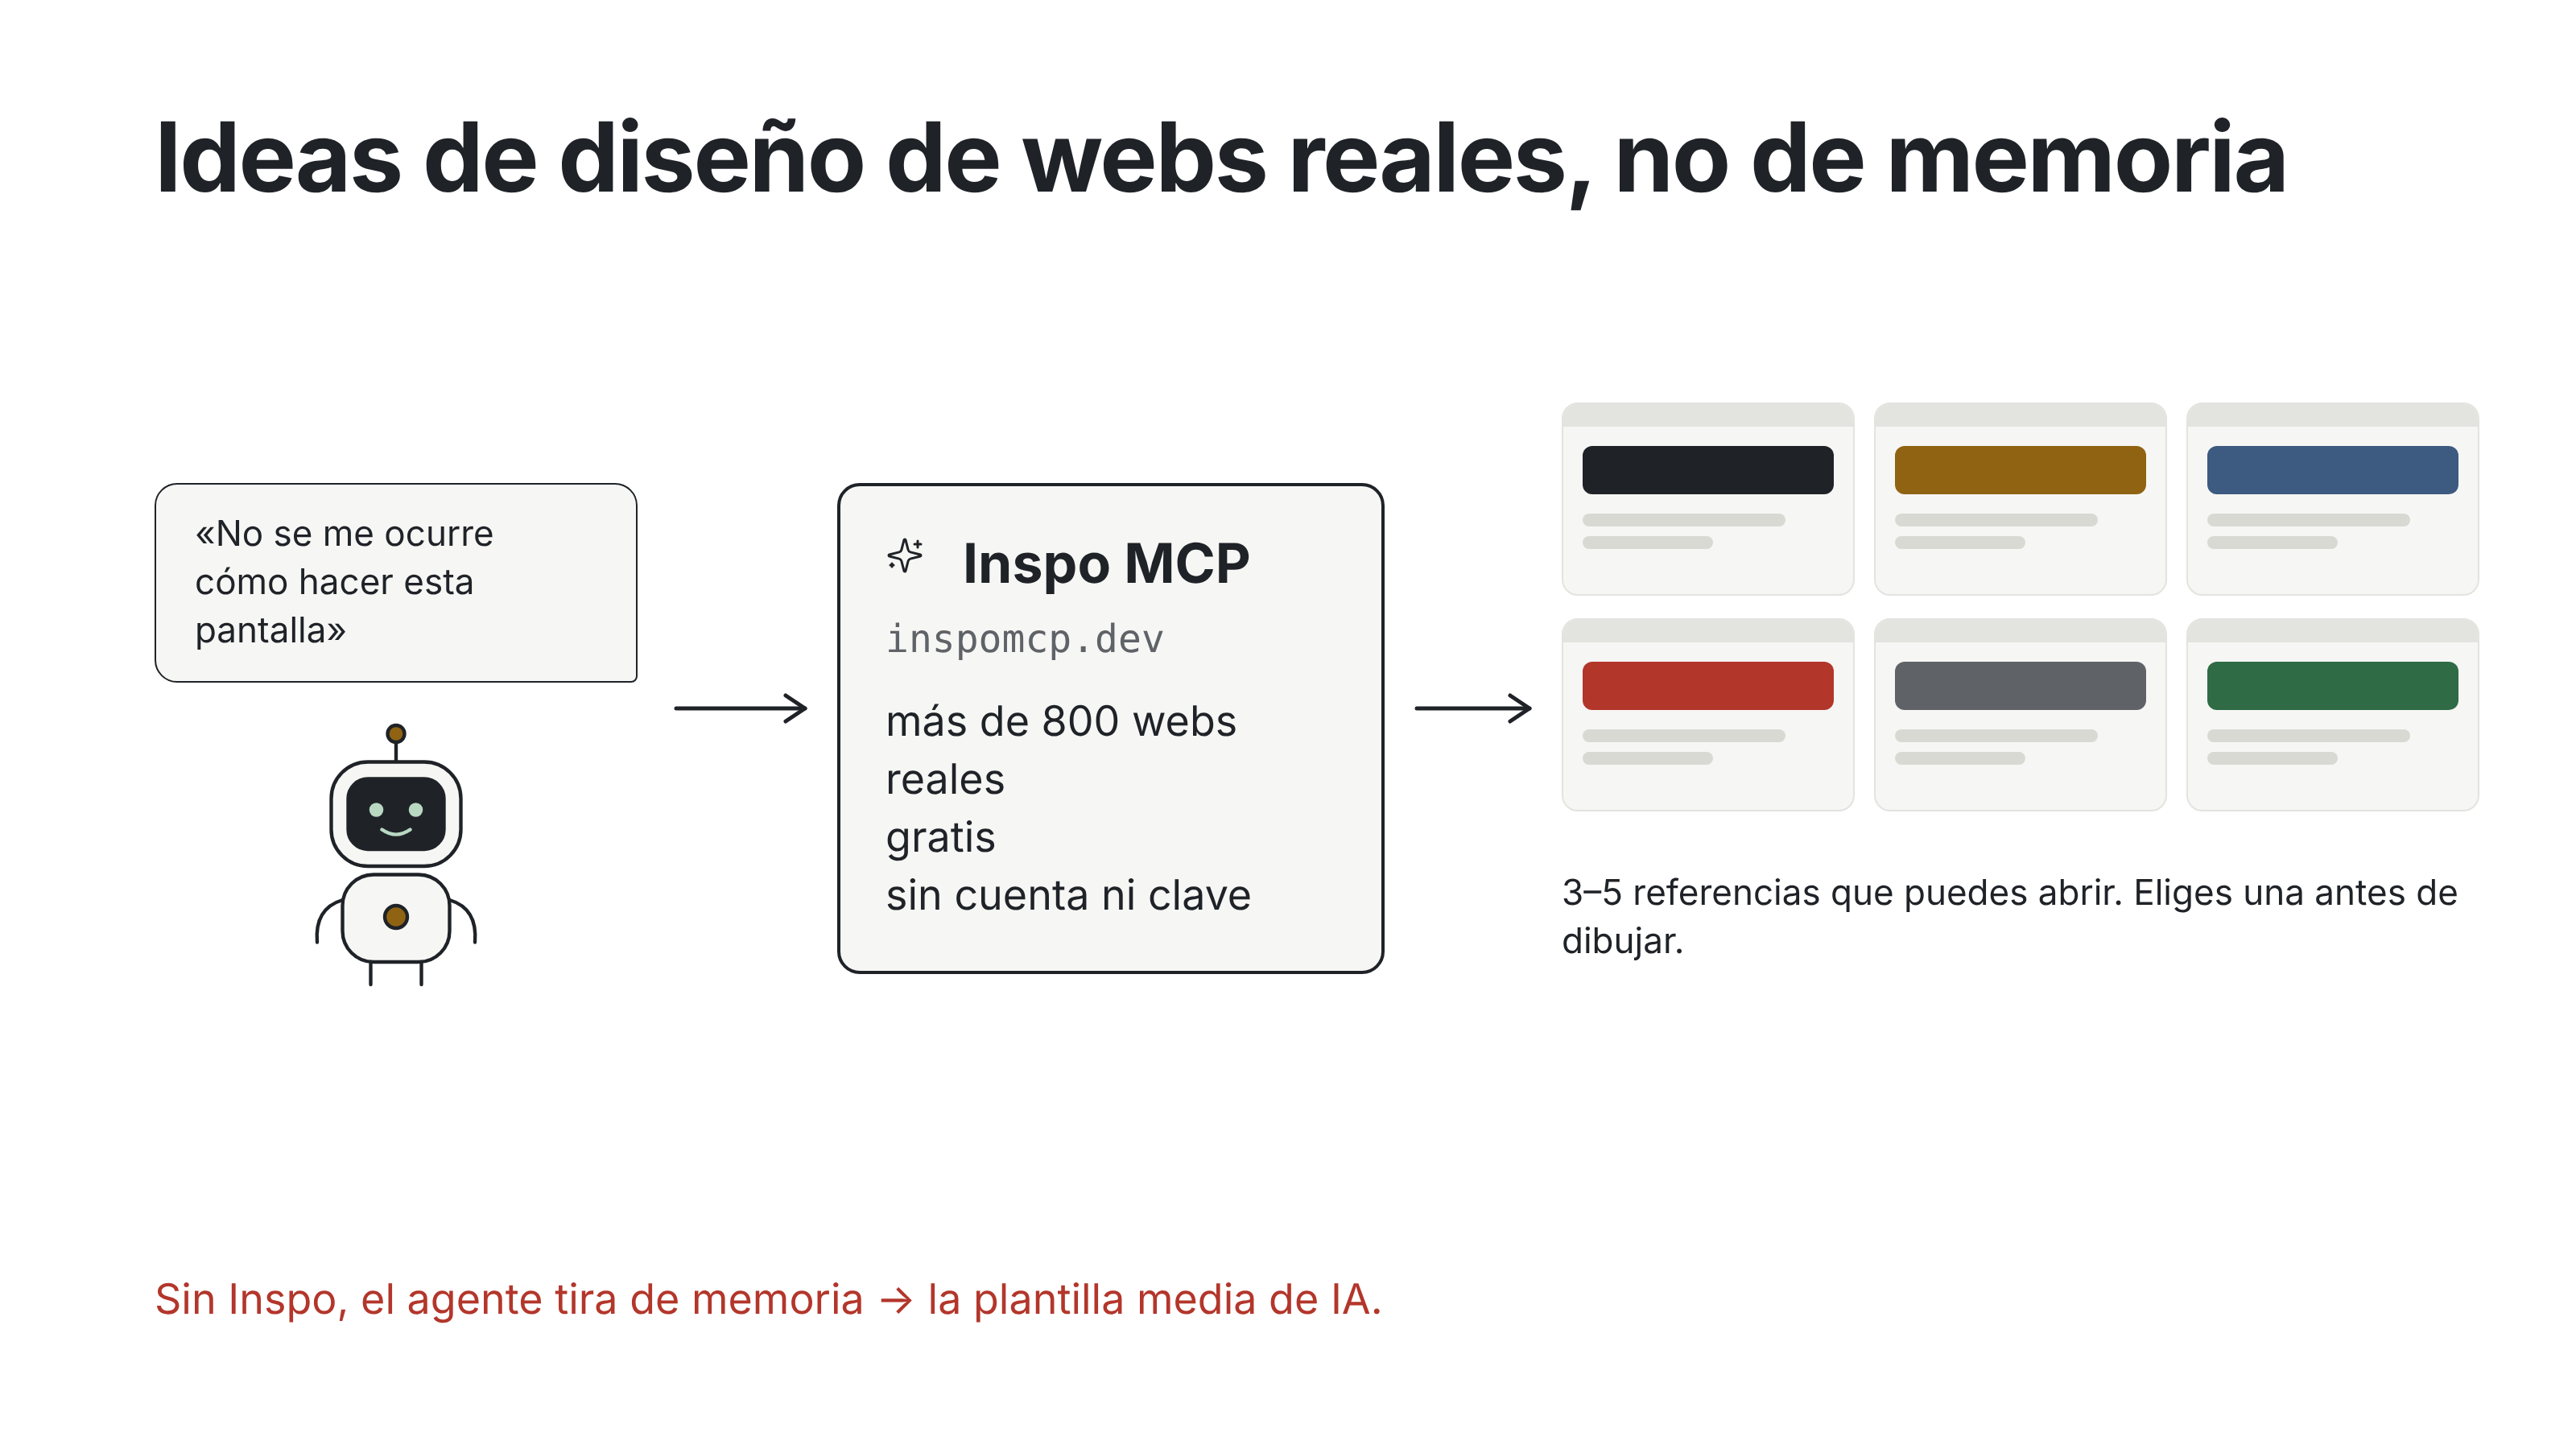 Ideas de diseño de webs reales, no de memoria
«No se me ocurre
cómo hacer esta
pantalla»
Inspo MCP
inspomcp.dev
más de 800 webs
reales
gratis
sin cuenta ni clave
3–5 referencias que puedes abrir. Eliges una antes de
dibujar.
Sin Inspo, el agente tira de memoria → la plantilla media de IA.